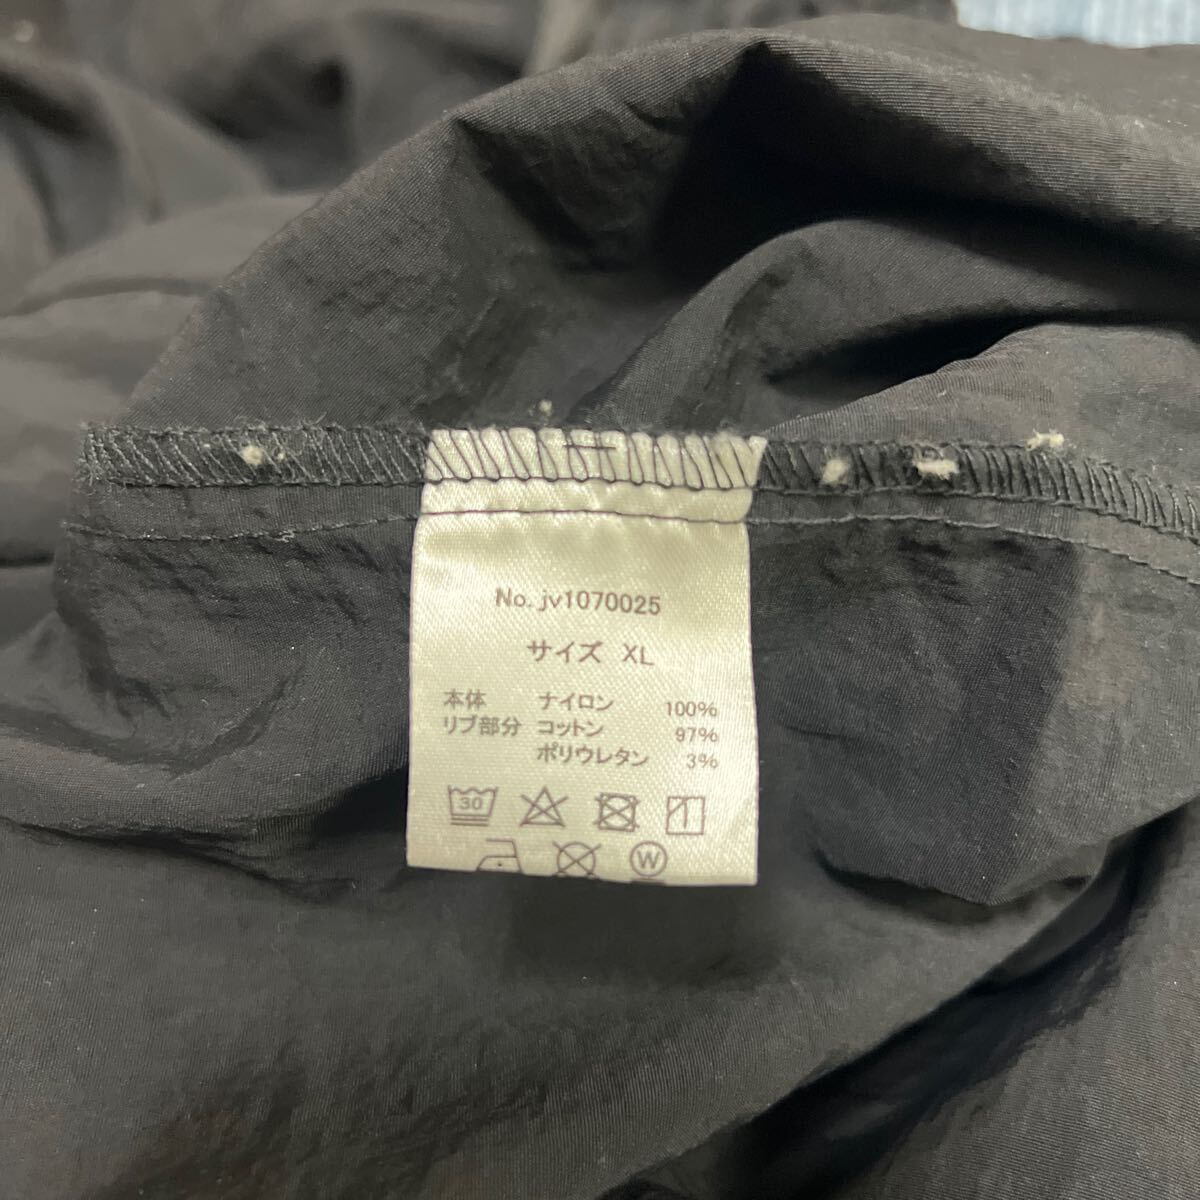 No. jv1070025
サイズ XL
本体 ナイロン 100%
リブ部分 コットン 97%
ポリウレタン 3%
30
W